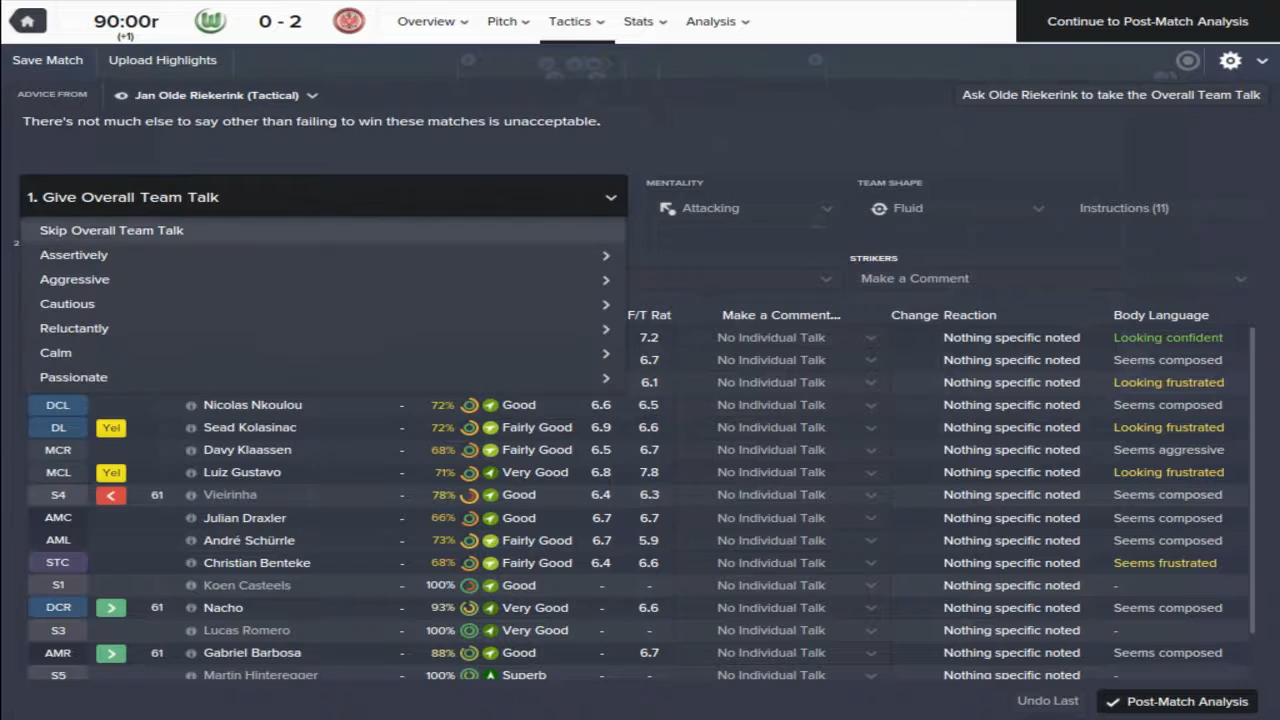 90:00r 0 - 2 Overview Pitch Tactics Stats Analysis Continue to Post-Match Analysis
(+1)
Save Match Upload Highlights
ADVICE FROM Jan Olde Riekerink (Tactical) Ask Olde Riekerink to take the Overall Team Talk
There's not much else to say other than failing to win these matches is unacceptable.
MENTALITY TEAM SHAPE
1. Give Overall Team Talk
Attacking Fluid Instructions (11)
Skip Overall Team Talk
2
Assertively
STRIKERS
Aggressive Make a Comment
Cautious
F/T Rat Make a Comment... Change Reaction Body Language
Reluctantly
7.2 No Individual Talk Nothing specific noted Looking confident
Calm
6.7 No Individual Talk Nothing specific noted Seems composed
Passionate
6.1 No Individual Talk Nothing specific noted Looking frustrated
DCL Nicolas Nkoulou - 72% Good 6.6 6.5 No Individual Talk Nothing specific noted Seems composed
DL Yel Sead Kolasinac - 72% Fairly Good 6.9 6.6 No Individual Talk Nothing specific noted Looking frustrated
MCR Davy Klaassen - 68% Fairly Good 6.5 6.7 No Individual Talk Nothing specific noted Seems aggressive
MCL Yel Luiz Gustavo - 71% Very Good 6.8 7.8 No Individual Talk Nothing specific noted Looking frustrated
S4 61 Vieirinha - 78% Good 6.4 6.3 No Individual Talk Nothing specific noted Seems composed
AMC Julian Draxler - 66% Good 6.7 6.7 No Individual Talk Nothing specific noted Seems composed
AML André Schürrle - 73% Fairly Good 6.7 5.9 No Individual Talk Nothing specific noted Seems composed
STC Christian Benteke - 68% Fairly Good 6.4 6.6 No Individual Talk Nothing specific noted Seems frustrated
S1 Koen Casteels 100% Good - - No Individual Talk Nothing specific noted -
DCR 61 Nacho - 93% Very Good - 6.6 No Individual Talk Nothing specific noted Seems composed
S3 Lucas Romero 100% Very Good - - No Individual Talk Nothing specific noted -
AMR 61 Gabriel Barbosa - 88% Good - 6.7 No Individual Talk Nothing specific noted Seems composed
S5 Martin Hinteregger 100% Superb - - No Individual Talk Nothing specific noted -
Undo Last Post-Match Analysis